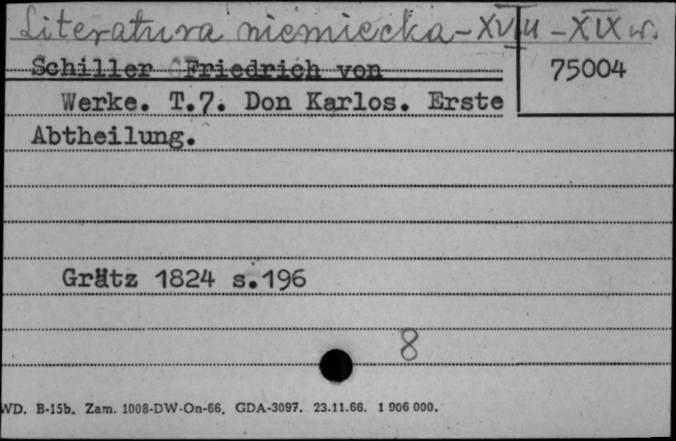 Literatura niemiecka - XVIII - XIX w.
Schiller Friedrich von
75004
Werke. T.7. Don Karlos. Erste
Abtheilung.
Grätz 1824 s.196
8
WD. B-15b. Zam. 1008-DW-On-66. GDA-3097. 23.11.66. 1 906 000.